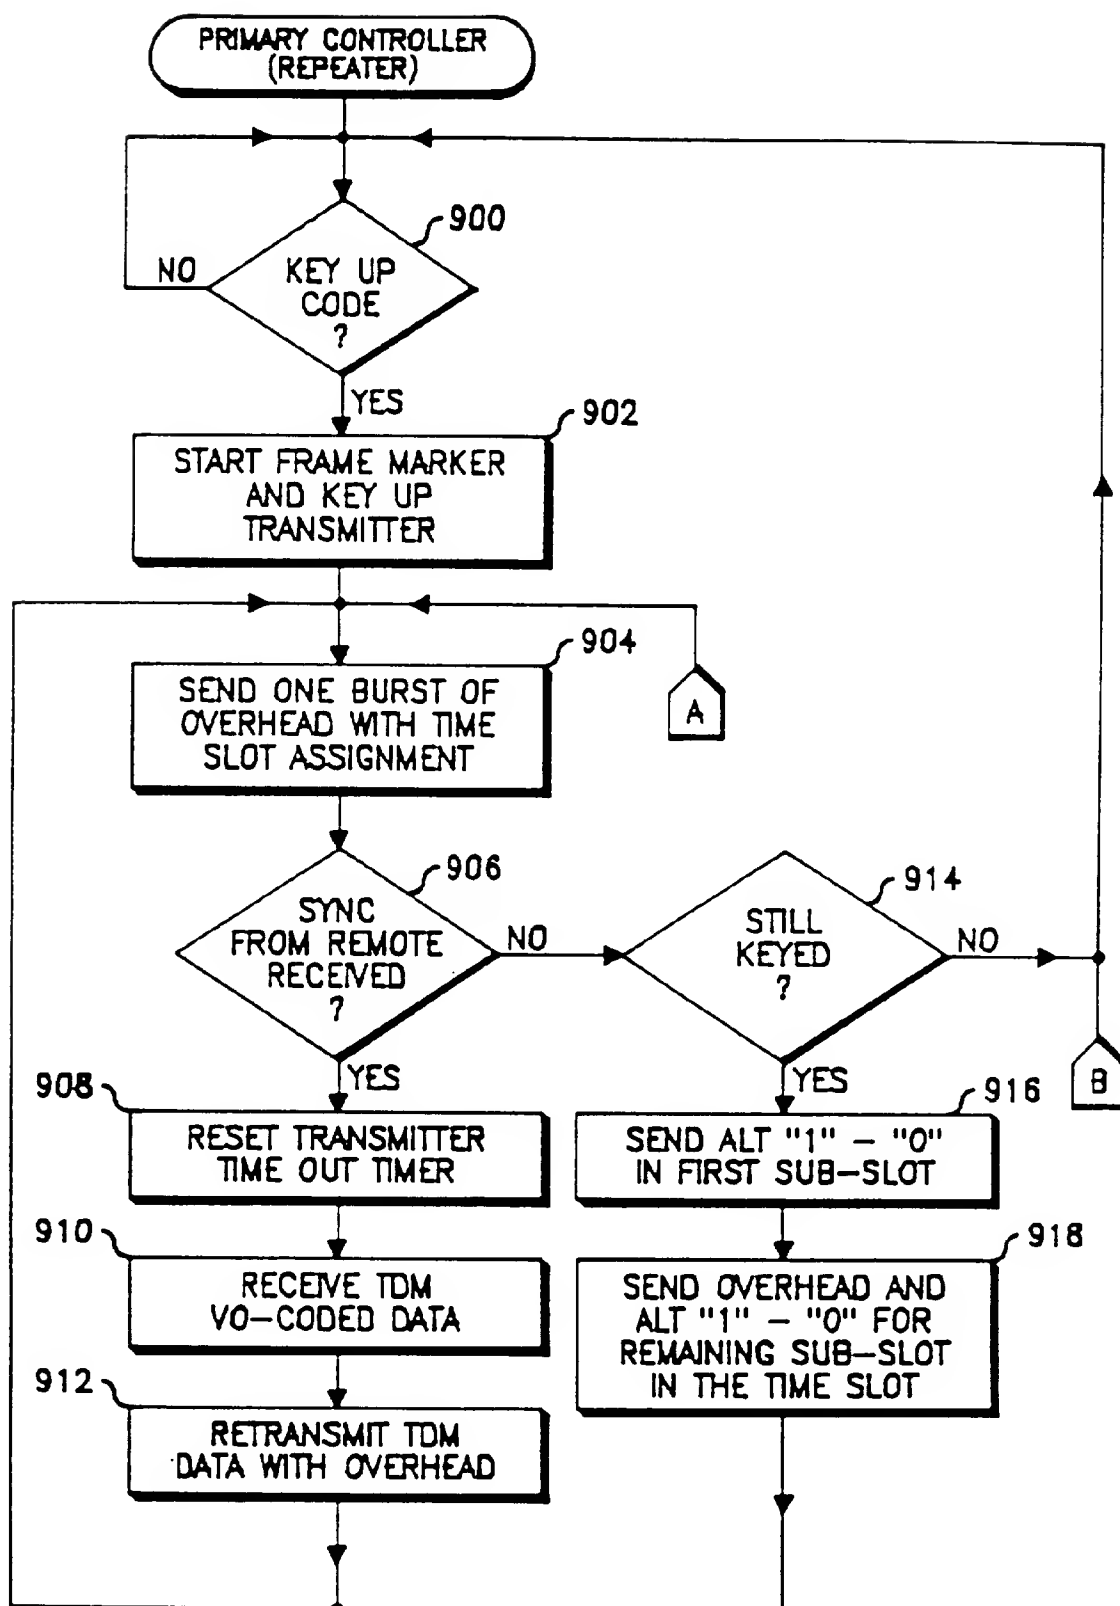 PRIMARY CONTROLLER
(REPEATER)
900
NO
KEY UP
CODE
?
YES
902
START FRAME MARKER
AND KEY UP
TRANSMITTER
904
SEND ONE BURST OF
OVERHEAD WITH TIME
SLOT ASSIGNMENT
A
906
SYNC
FROM REMOTE
RECEIVED
?
NO
914
STILL
KEYED
?
NO
B
YES
YES
908
RESET TRANSMITTER
TIME OUT TIMER
916
SEND ALT "1" - "0"
IN FIRST SUB-SLOT
910
RECEIVE TDM
VO-CODED DATA
918
SEND OVERHEAD AND
ALT "1" - "0" FOR
REMAINING SUB-SLOT
IN THE TIME SLOT
912
RETRANSMIT TDM
DATA WITH OVERHEAD